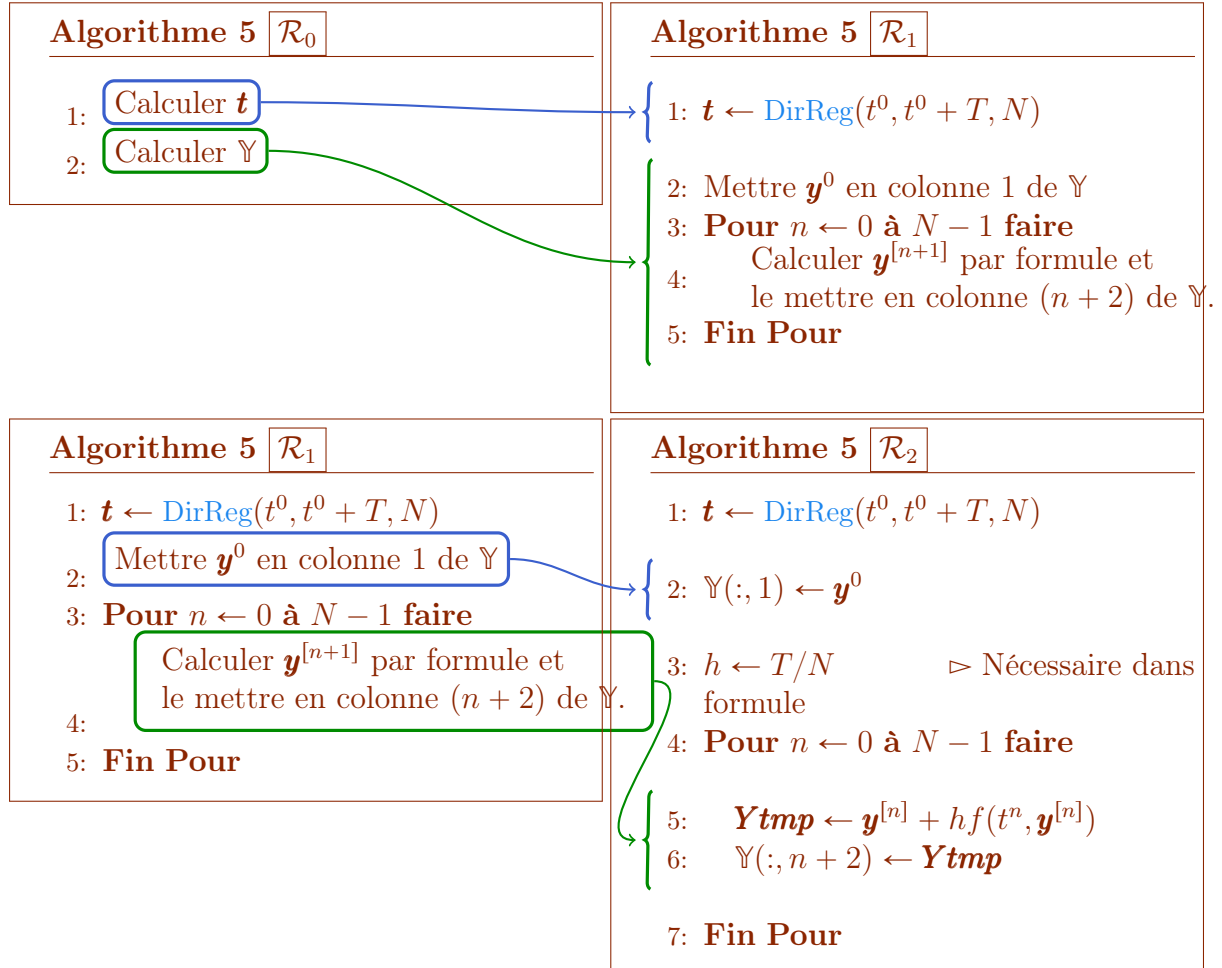 Algorithme 5 R₀
1: Calculer t
2: Calculer 𝕐
Algorithme 5 R₁
1: t ← DirReg(t⁰, t⁰ + T, N)
2: Mettre y⁰ en colonne 1 de 𝕐
3: Pour n ← 0 à N − 1 faire
4: Calculer y^[n+1] par formule et
le mettre en colonne (n + 2) de 𝕐.
5: Fin Pour
Algorithme 5 R₁
1: t ← DirReg(t⁰, t⁰ + T, N)
2: Mettre y⁰ en colonne 1 de 𝕐
3: Pour n ← 0 à N − 1 faire
4: Calculer y^[n+1] par formule et
le mettre en colonne (n + 2) de 𝕐.
5: Fin Pour
Algorithme 5 R₂
1: t ← DirReg(t⁰, t⁰ + T, N)
2: 𝕐(:, 1) ← y⁰
3: h ← T/N ▷ Nécessaire dans
formule
4: Pour n ← 0 à N − 1 faire
5: Ytmp ← y^[n] + hf(tⁿ, y^[n])
6: 𝕐(:, n + 2) ← Ytmp
7: Fin Pour